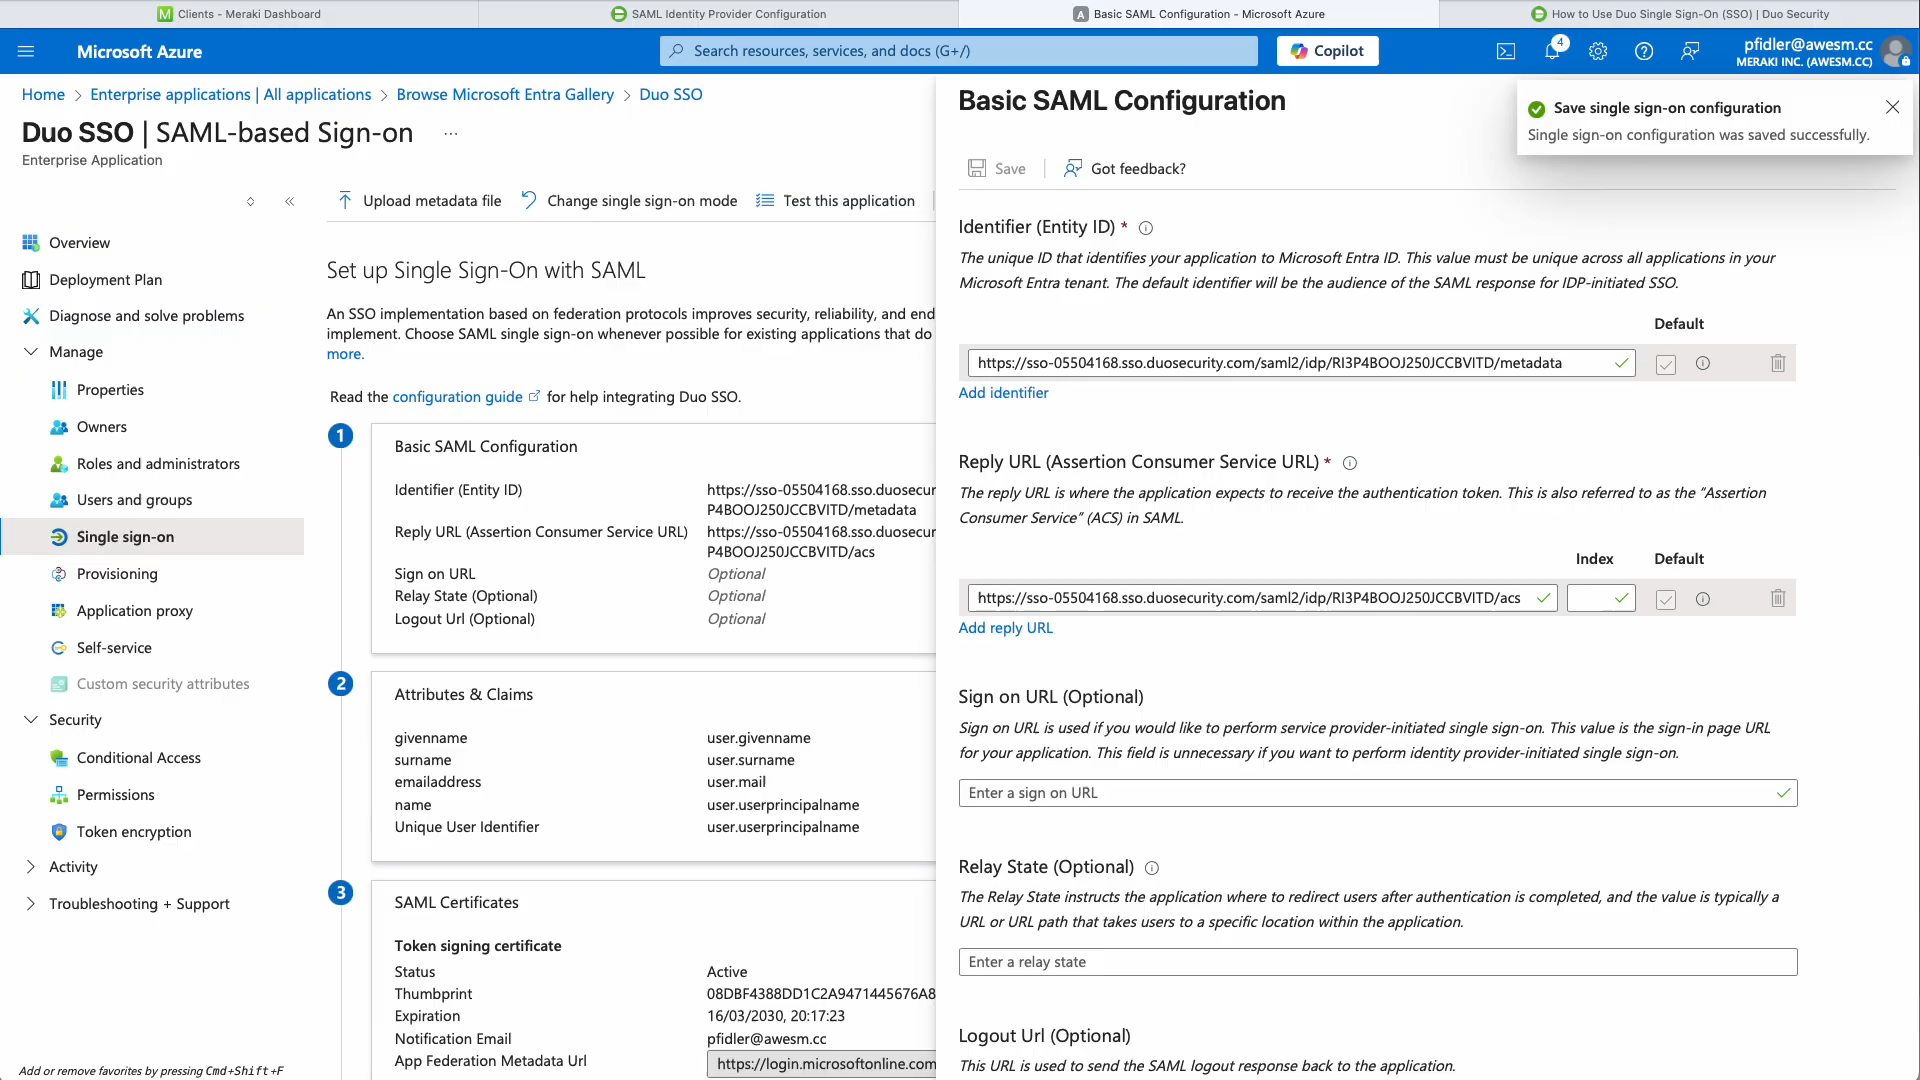 Clients - Meraki Dashboard
SAML Identity Provider Configuration
Basic SAML Configuration - Microsoft Azure
How to Use Duo Single Sign-On (SSO) | Duo Security
Microsoft Azure
Search resources, services, and docs (G+/)
Copilot
4
pfidler@awesm.cc
MERAKI INC. (AWESM.CC)
Home > Enterprise applications | All applications > Browse Microsoft Entra Gallery > Duo SSO
Duo SSO | SAML-based Sign-on ...
Enterprise Application
Overview
Deployment Plan
Diagnose and solve problems
Manage
Properties
Owners
Roles and administrators
Users and groups
Single sign-on
Provisioning
Application proxy
Self-service
Custom security attributes
Security
Conditional Access
Permissions
Token encryption
Activity
Troubleshooting + Support
Add or remove favorites by pressing Cmd+Shift+F
Upload metadata file
Change single sign-on mode
Test this application
Set up Single Sign-On with SAML
An SSO implementation based on federation protocols improves security, reliability, and end
implement. Choose SAML single sign-on whenever possible for existing applications that do
more.
Read the configuration guide for help integrating Duo SSO.
1
Basic SAML Configuration
Identifier (Entity ID) https://sso-05504168.sso.duosecur
P4BOOJ250JCCBVITD/metadata
Reply URL (Assertion Consumer Service URL) https://sso-05504168.sso.duosecur
P4BOOJ250JCCBVITD/acs
Sign on URL Optional
Relay State (Optional) Optional
Logout Url (Optional) Optional
2
Attributes & Claims
givenname user.givenname
surname user.surname
emailaddress user.mail
name user.userprincipalname
Unique User Identifier user.userprincipalname
3
SAML Certificates
Token signing certificate
Status Active
Thumbprint 08DBF4388DD1C2A9471445676A8
Expiration 16/03/2030, 20:17:23
Notification Email pfidler@awesm.cc
App Federation Metadata Url https://login.microsoftonline.com
Basic SAML Configuration
Save
Got feedback?
Save single sign-on configuration
Single sign-on configuration was saved successfully.
Identifier (Entity ID) *
The unique ID that identifies your application to Microsoft Entra ID. This value must be unique across all applications in your
Microsoft Entra tenant. The default identifier will be the audience of the SAML response for IDP-initiated SSO.
Default
https://sso-05504168.sso.duosecurity.com/saml2/idp/RI3P4BOOJ250JCCBVITD/metadata
Add identifier
Reply URL (Assertion Consumer Service URL) *
The reply URL is where the application expects to receive the authentication token. This is also referred to as the “Assertion
Consumer Service” (ACS) in SAML.
Index Default
https://sso-05504168.sso.duosecurity.com/saml2/idp/RI3P4BOOJ250JCCBVITD/acs
Add reply URL
Sign on URL (Optional)
Sign on URL is used if you would like to perform service provider-initiated single sign-on. This value is the sign-in page URL
for your application. This field is unnecessary if you want to perform identity provider-initiated single sign-on.
Enter a sign on URL
Relay State (Optional)
The Relay State instructs the application where to redirect users after authentication is completed, and the value is typically a
URL or URL path that takes users to a specific location within the application.
Enter a relay state
Logout Url (Optional)
This URL is used to send the SAML logout response back to the application.